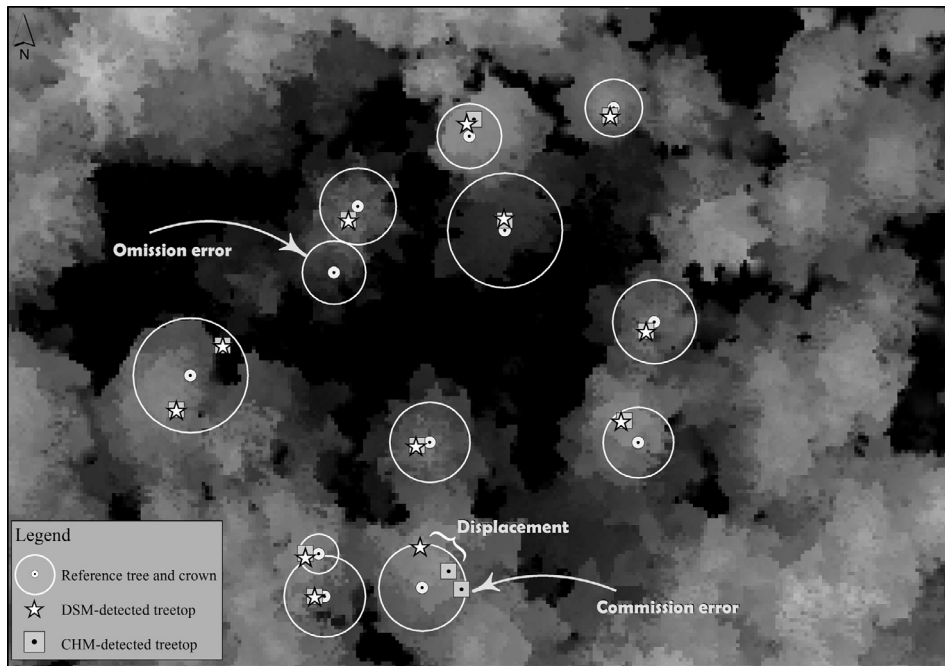 N
Omission error
Displacement
Commission error
Legend
Reference tree and crown
DSM-detected treetop
CHM-detected treetop